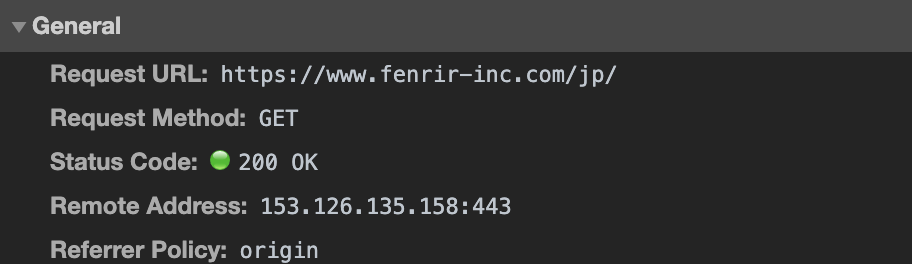 General
Request URL: https://www.fenrir-inc.com/jp/
Request Method: GET
Status Code: 200 OK
Remote Address: 153.126.135.158:443
Referrer Policy: origin